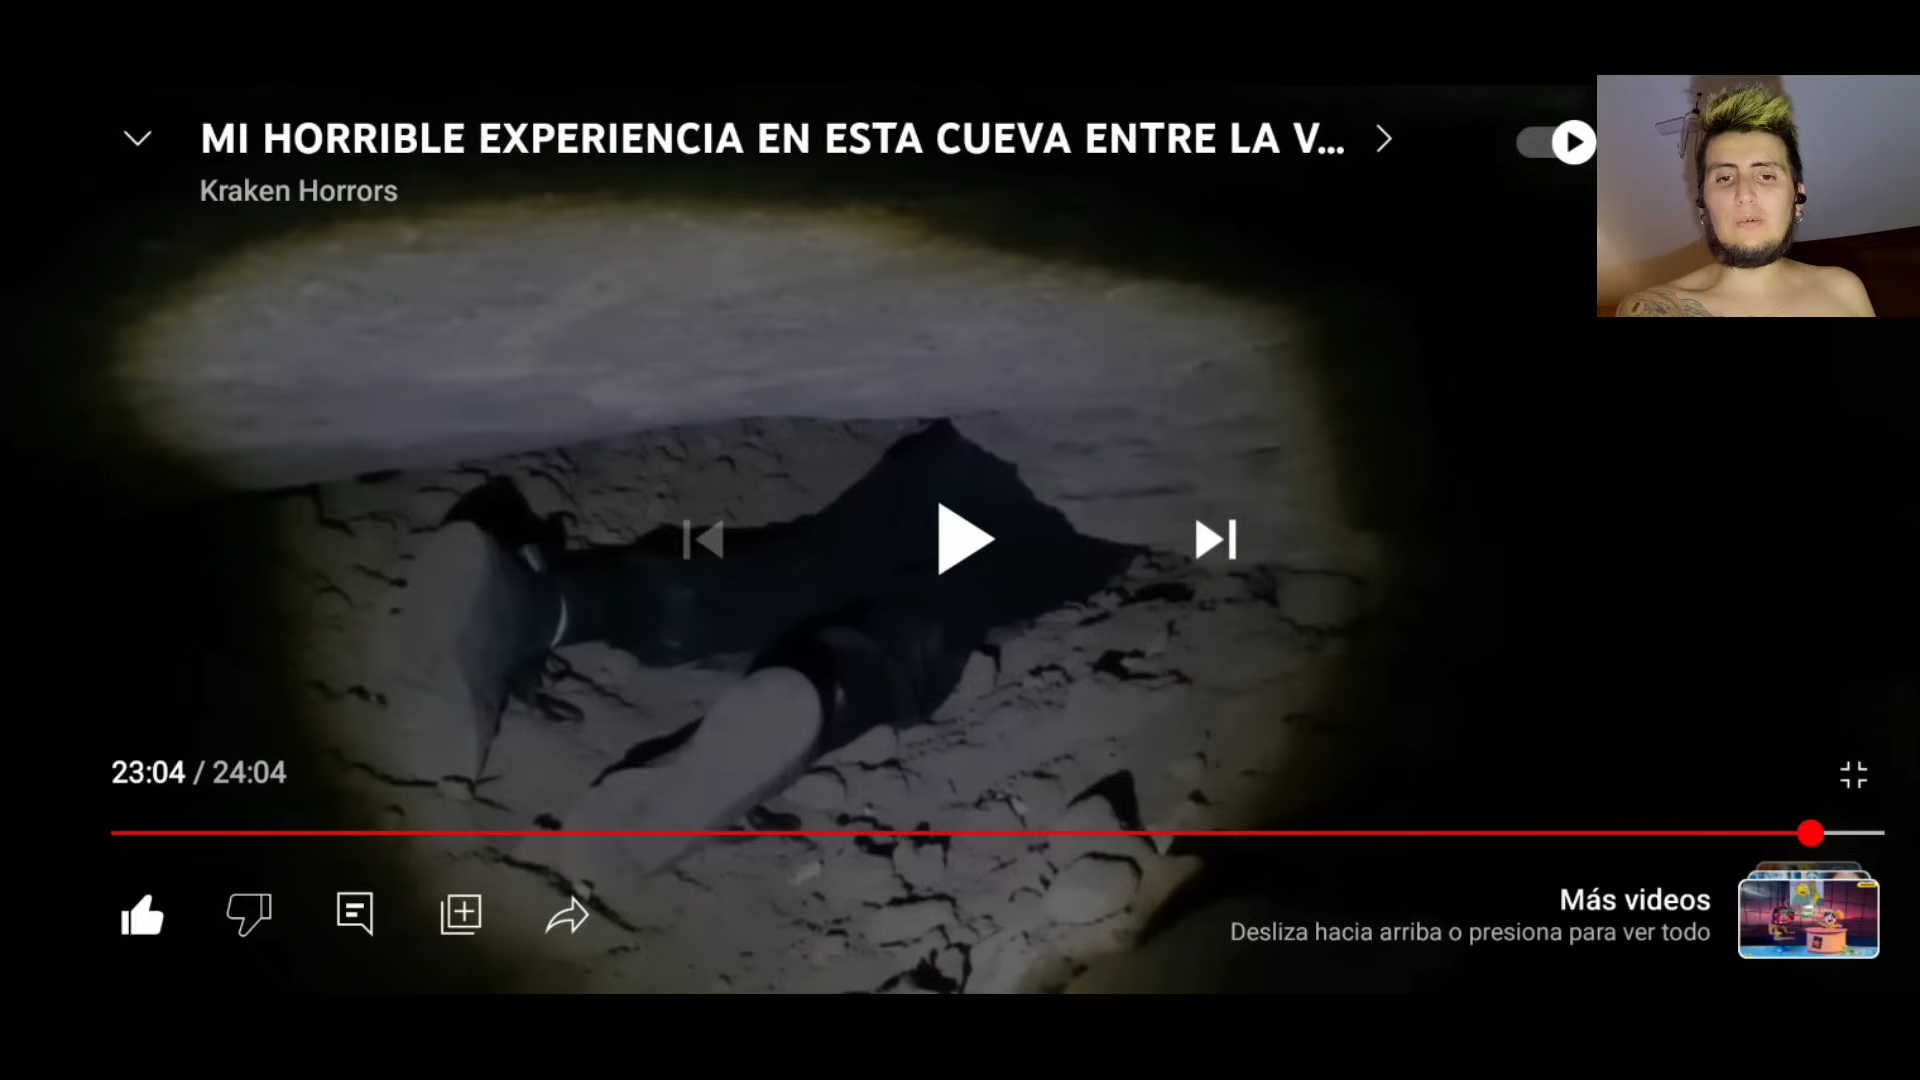 MI HORRIBLE EXPERIENCIA EN ESTA CUEVA ENTRE LA V...
Kraken Horrors
23:04 / 24:04
Más videos
Desliza hacia arriba o presiona para ver todo